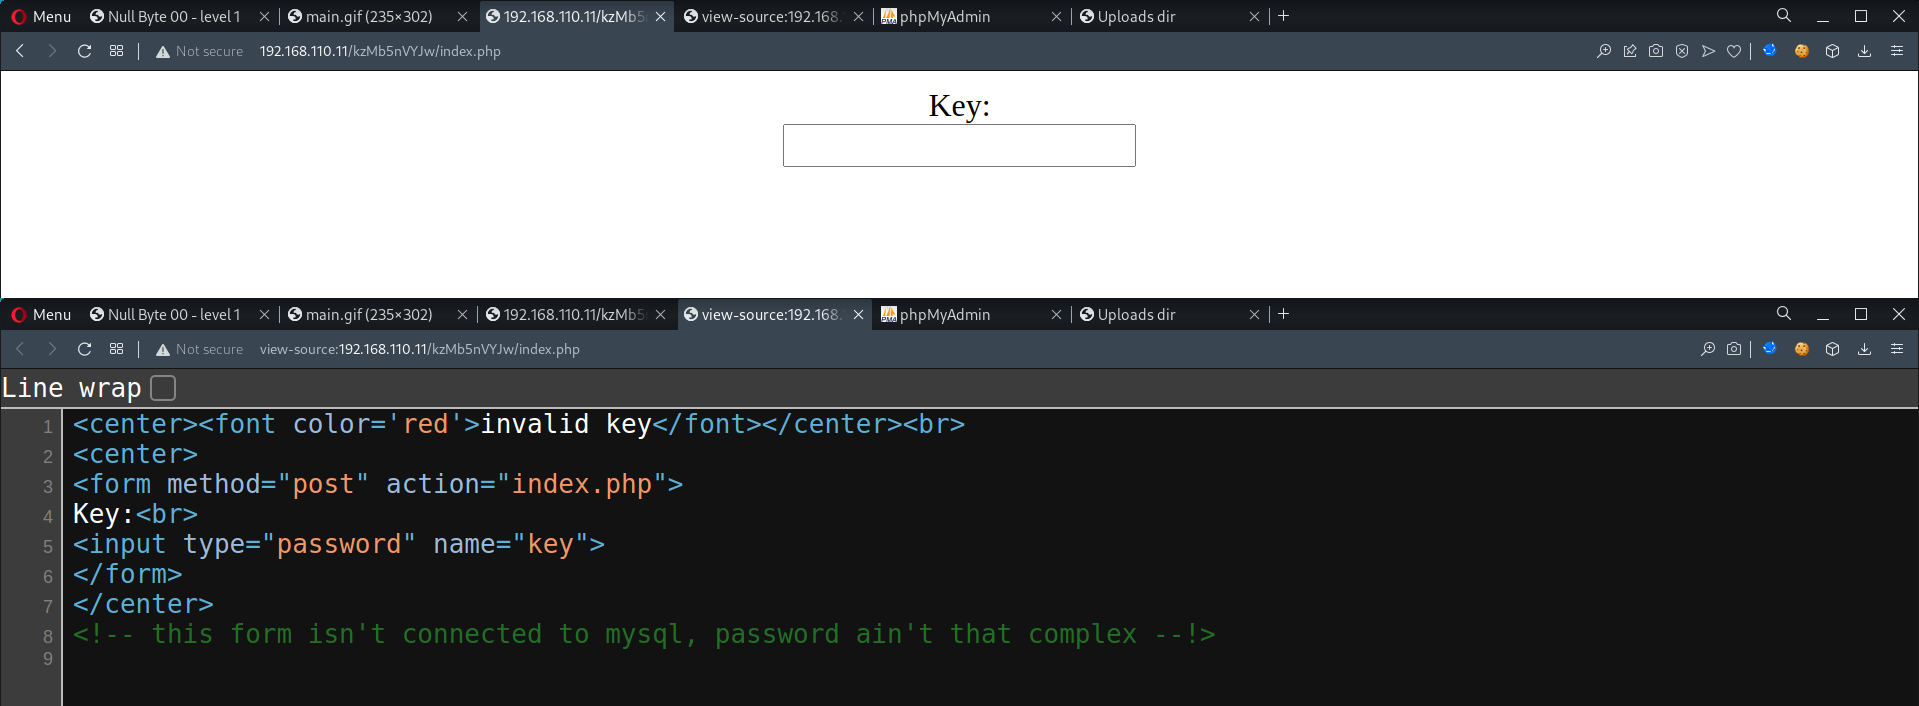 Menu Null Byte 00 - level 1 main.gif (235×302) 192.168.110.11/kzMb5 view-source:192.168. phpMyAdmin Uploads dir
Not secure 192.168.110.11/kzMb5nVYJw/index.php
Key:
Menu Null Byte 00 - level 1 main.gif (235×302) 192.168.110.11/kzMb5 view-source:192.168. phpMyAdmin Uploads dir
Not secure view-source:192.168.110.11/kzMb5nVYJw/index.php
Line wrap
1 <center><font color='red'>invalid key</font></center><br>
2 <center>
3 <form method="post" action="index.php">
4 Key:<br>
5 <input type="password" name="key">
6 </form>
7 </center>
8 <!-- this form isn't connected to mysql, password ain't that complex --!>
9